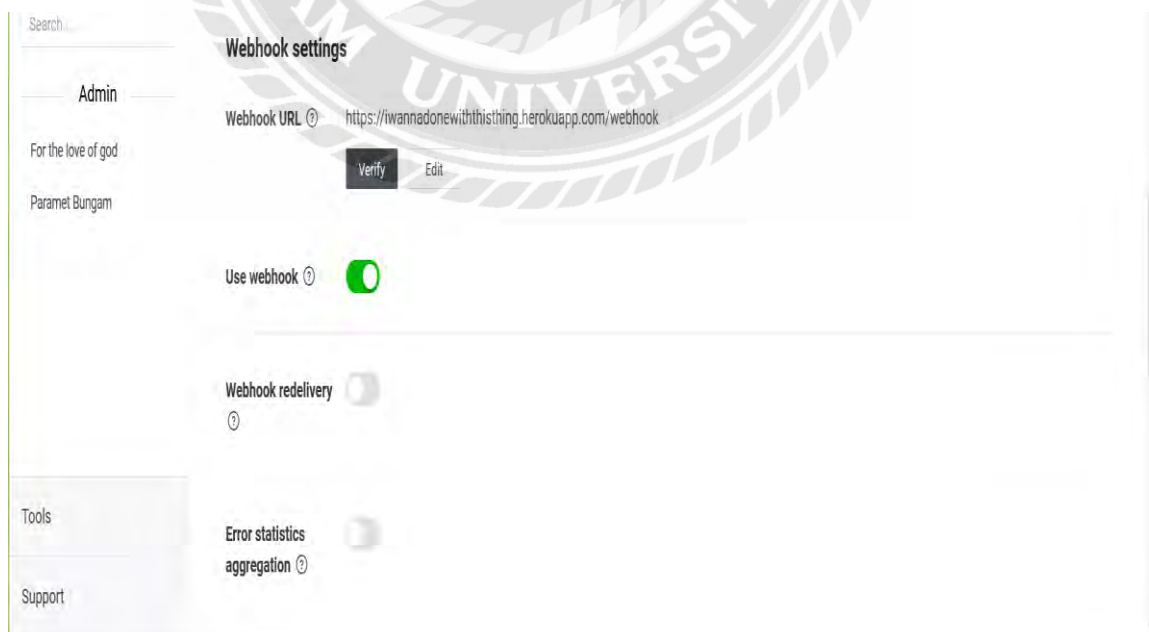 Search...
Admin
For the love of god
Paramet Bungam
Tools
Support
UNIVERSI
Webhook settings
Webhook URL
https://iwannadonewiththisthing.herokuapp.com/webhook
Verify
Edit
Use webhook
Webhook redelivery
Error statistics
aggregation